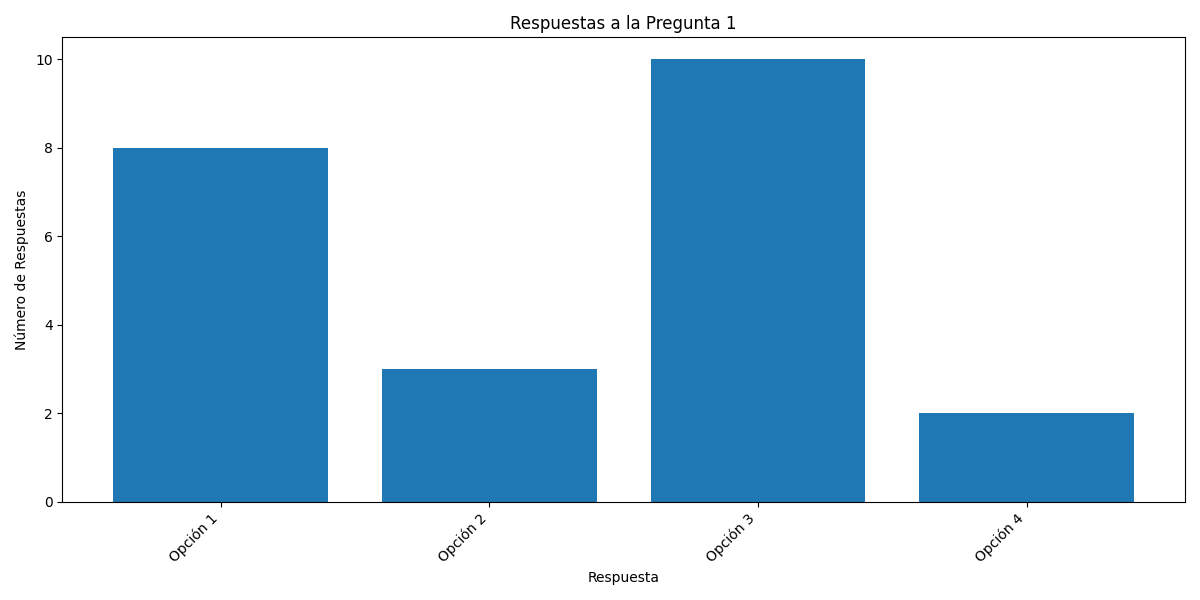 Respuestas a la Pregunta 1
Número de Respuestas
10
8
6
4
2
0
Opción 1
Opción 2
Opción 3
Opción 4
Respuesta